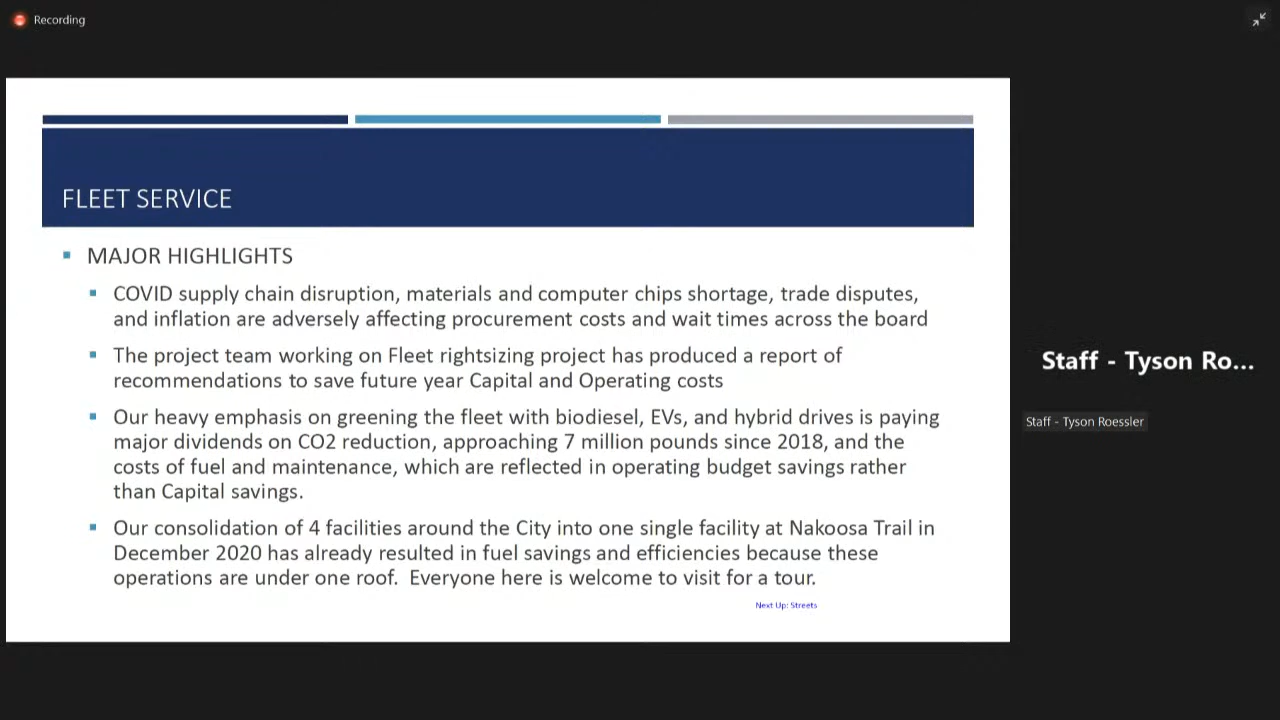 Recording
FLEET SERVICE
MAJOR HIGHLIGHTS
COVID supply chain disruption, materials and computer chips shortage, trade disputes,
and inflation are adversely affecting procurement costs and wait times across the board
The project team working on Fleet rightsizing project has produced a report of
recommendations to save future year Capital and Operating costs
Our heavy emphasis on greening the fleet with biodiesel, EVs, and hybrid drives is paying
major dividends on CO2 reduction, approaching 7 million pounds since 2018, and the
costs of fuel and maintenance, which are reflected in operating budget savings rather
than Capital savings.
Our consolidation of 4 facilities around the City into one single facility at Nakoosa Trail in
December 2020 has already resulted in fuel savings and efficiencies because these
operations are under one roof.  Everyone here is welcome to visit for a tour.
Next Up: Streets
Staff - Tyson Ro...
Staff - Tyson Roessler